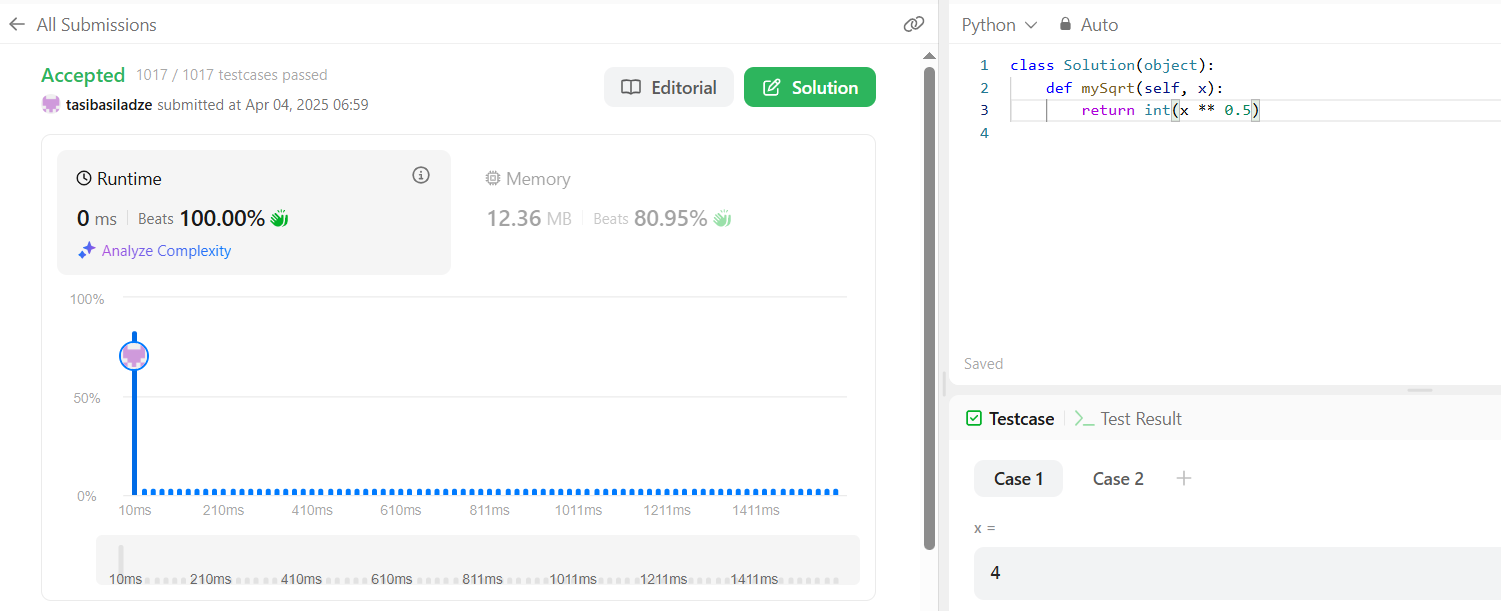 All Submissions
Accepted 1017 / 1017 testcases passed
tasibasiladze submitted at Apr 04, 2025 06:59
Editorial
Solution
Runtime
0 ms Beats 100.00%
Analyze Complexity
Memory
12.36 MB Beats 80.95%
100%
50%
0%
10ms 210ms 410ms 610ms 811ms 1011ms 1211ms 1411ms
10ms 210ms 410ms 610ms 811ms 1011ms 1211ms 1411ms
Python Auto
1 class Solution(object):
2 def mySqrt(self, x):
3 return int(x ** 0.5)
4
Saved
Testcase >_ Test Result
Case 1 Case 2 +
x =
4